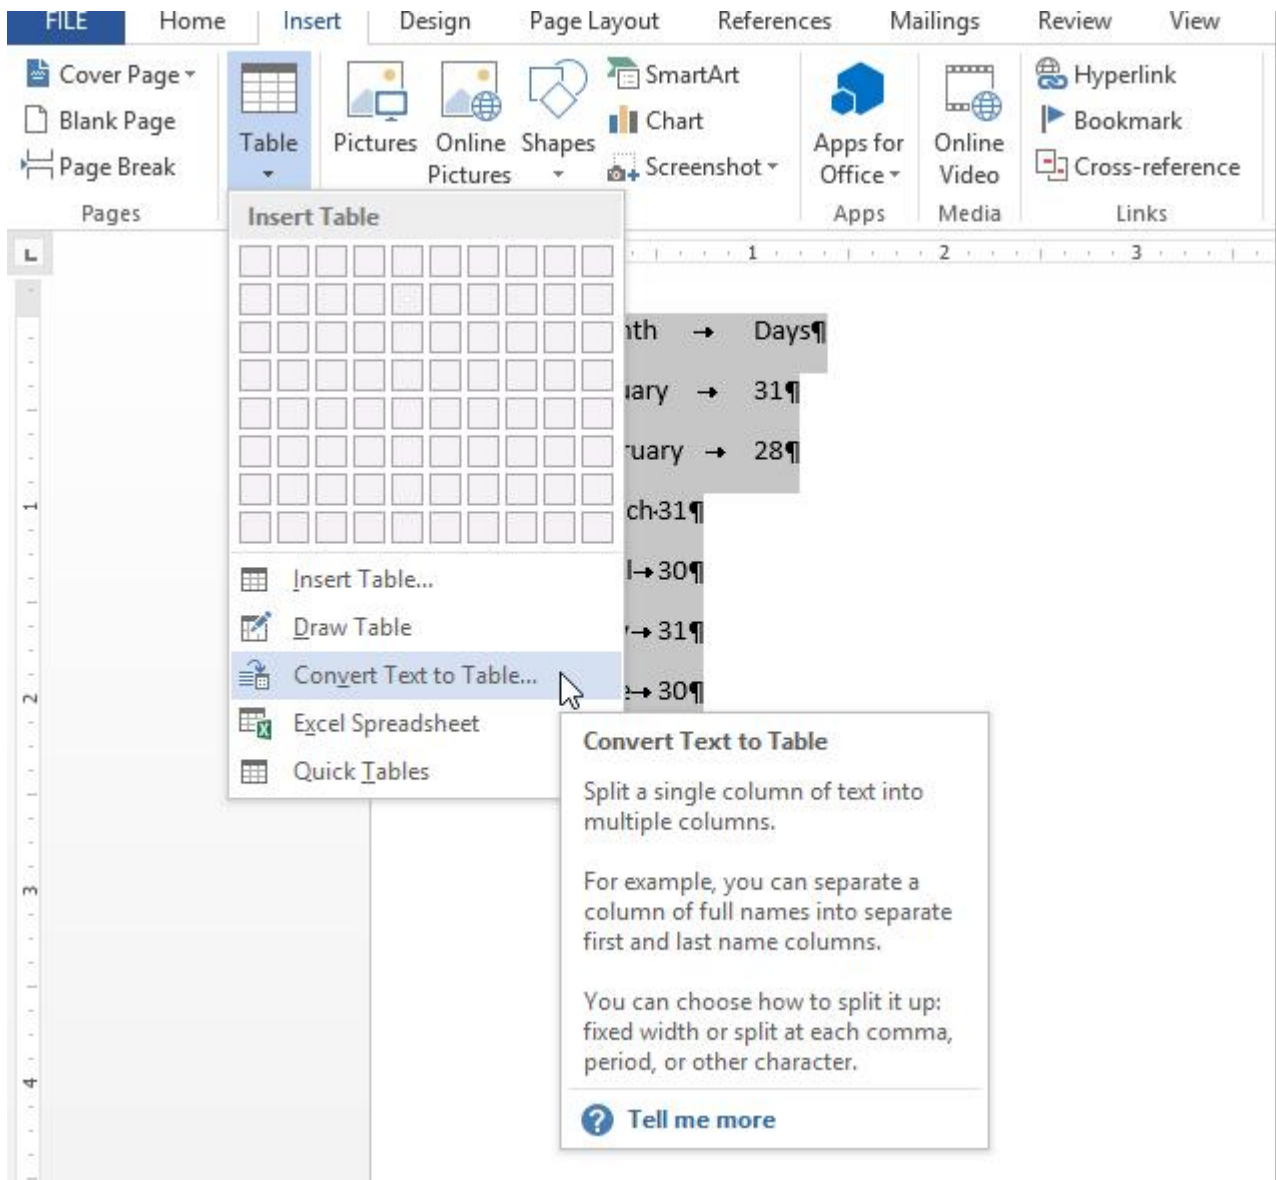 FILE Home Insert Design Page Layout References Mailings Review View
Cover Page
Blank Page
Page Break
Pages
Table
Pictures
Online
Pictures
Shapes
SmartArt
Chart
Screenshot
Apps for
Office
Apps
Online
Video
Media
Hyperlink
Bookmark
Cross-reference
Links
Insert Table
L
1 2 3
nth → Days¶
uary → 31¶
ruary → 28¶
ch·31¶
l→30¶
→31¶
e→30¶
Insert Table...
Draw Table
Convert Text to Table...
Excel Spreadsheet
Quick Tables
Convert Text to Table
Split a single column of text into
multiple columns.
For example, you can separate a
column of full names into separate
first and last name columns.
You can choose how to split it up:
fixed width or split at each comma,
period, or other character.
? Tell me more
1
2
3
4